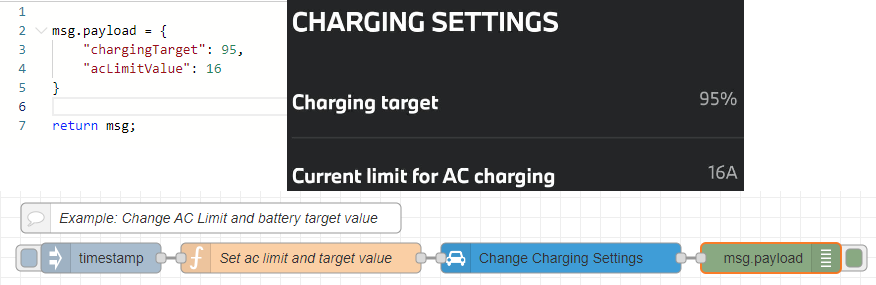 1
2 msg.payload = {
3 "chargingTarget": 95,
4 "acLimitValue": 16
5 }
6
7 return msg;
CHARGING SETTINGS
Charging target 95%
Current limit for AC charging 16A
Example: Change AC Limit and battery target value
timestamp
Set ac limit and target value
Change Charging Settings
msg.payload